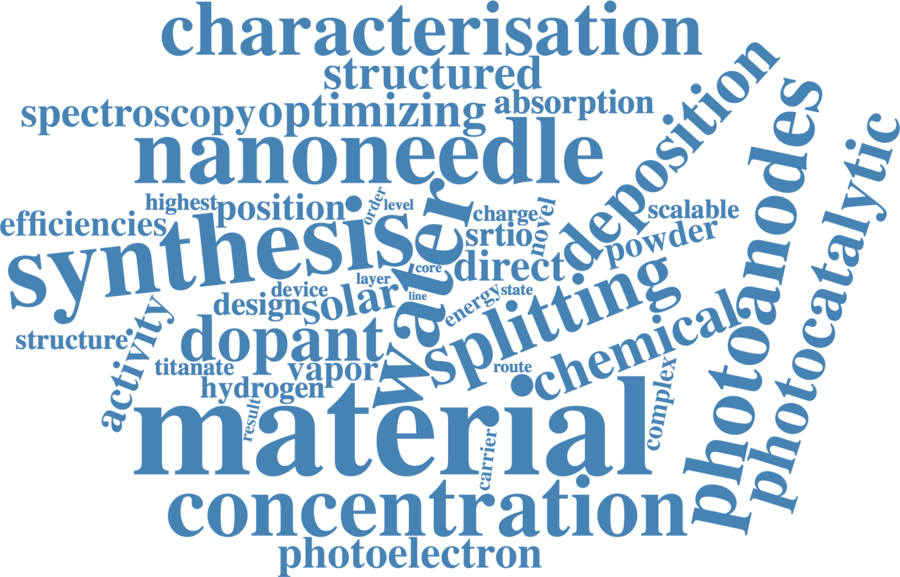 characterisation
structured
spectroscopy optimizing absorption
nanoneedle
deposition
photoanodes
photocatalytic
highest position order level
efficiencies
synthesis
water
charge novel scalable
srtio powder
core direct
layer
device
design solar line energy state
splitting
structure activity dopant
titanate vapor route chemical
hydrogen
result material complex
carrier
concentration
photoelectron